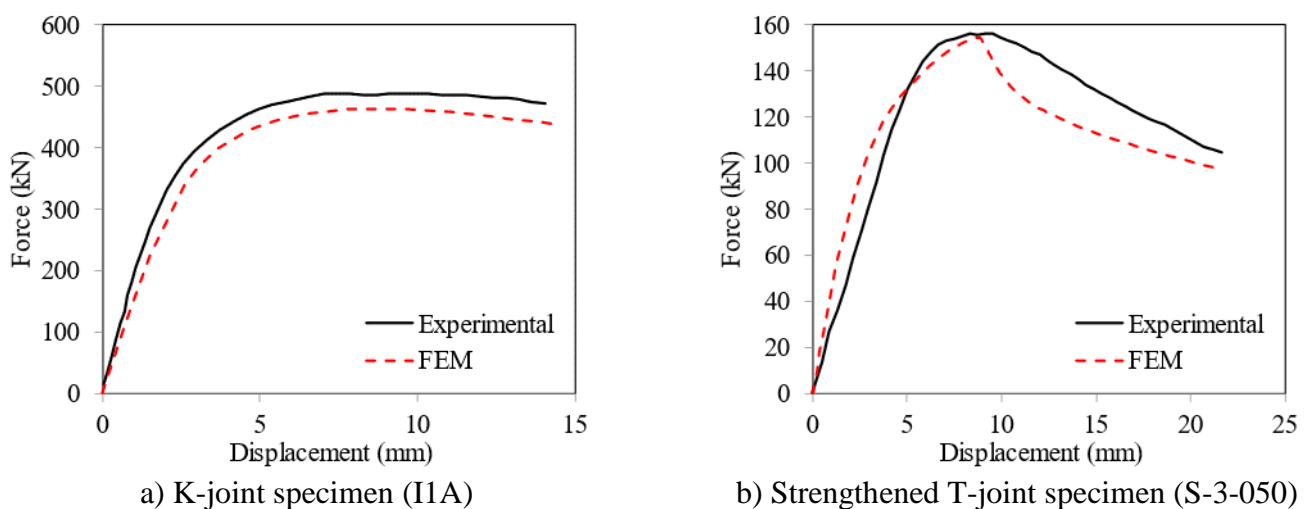 600
500
400
300
200
100
0
Force (kN)
0 5 10 15
Displacement (mm)
Experimental
FEM
a) K-joint specimen (I1A)
160
140
120
100
80
60
40
20
0
Force (kN)
0 5 10 15 20 25
Displacement (mm)
Experimental
FEM
b) Strengthened T-joint specimen (S-3-050)